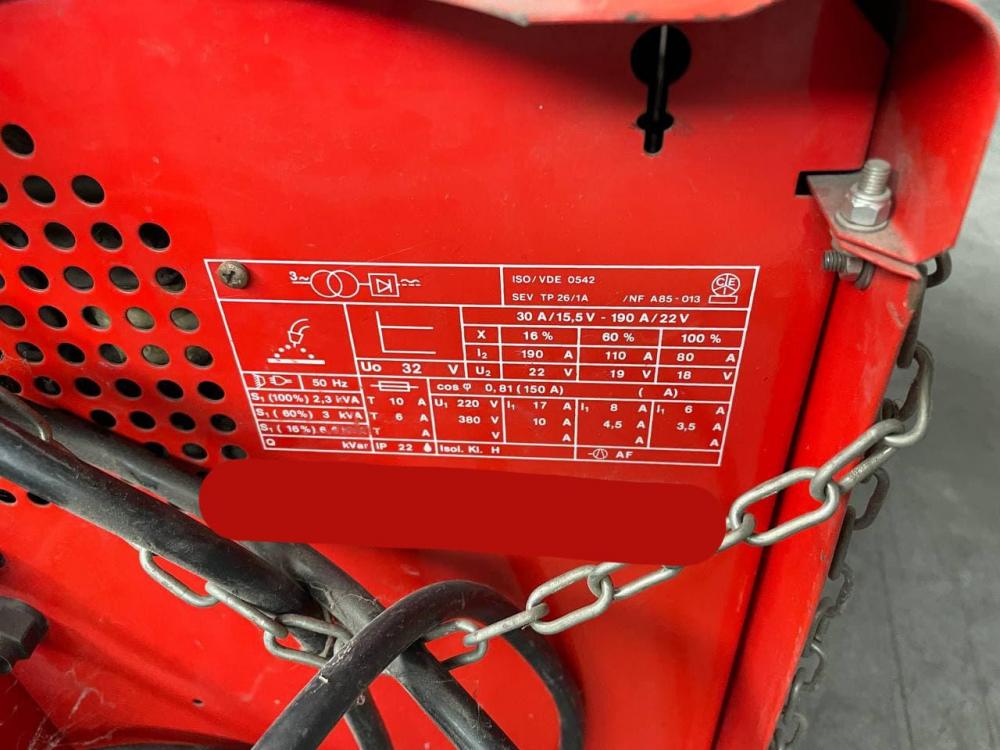 3~
ISO/VDE 0542
SEV TP 26/1A /NF A85-013
CE
30 A/15,5 V - 190 A/22 V
X 16 % 60 % 100 %
I₂ 190 A 110 A 80 A
Uo 32 V
U₂ 22 V 19 V 18 V
50 Hz
cos φ 0,81 (150 A) ( A)
S₁ (100%) 2,3 kVA T 10 A U₁ 220 V I₁ 17 A I₁ 8 A I₁ 6 A
S₁ ( 60%) 3 kVA T 6 A 380 V 10 A 4,5 A 3,5 A
S₁ ( 16%) T A V A A A
Q kVar IP 22 Isol. Kl. H AF